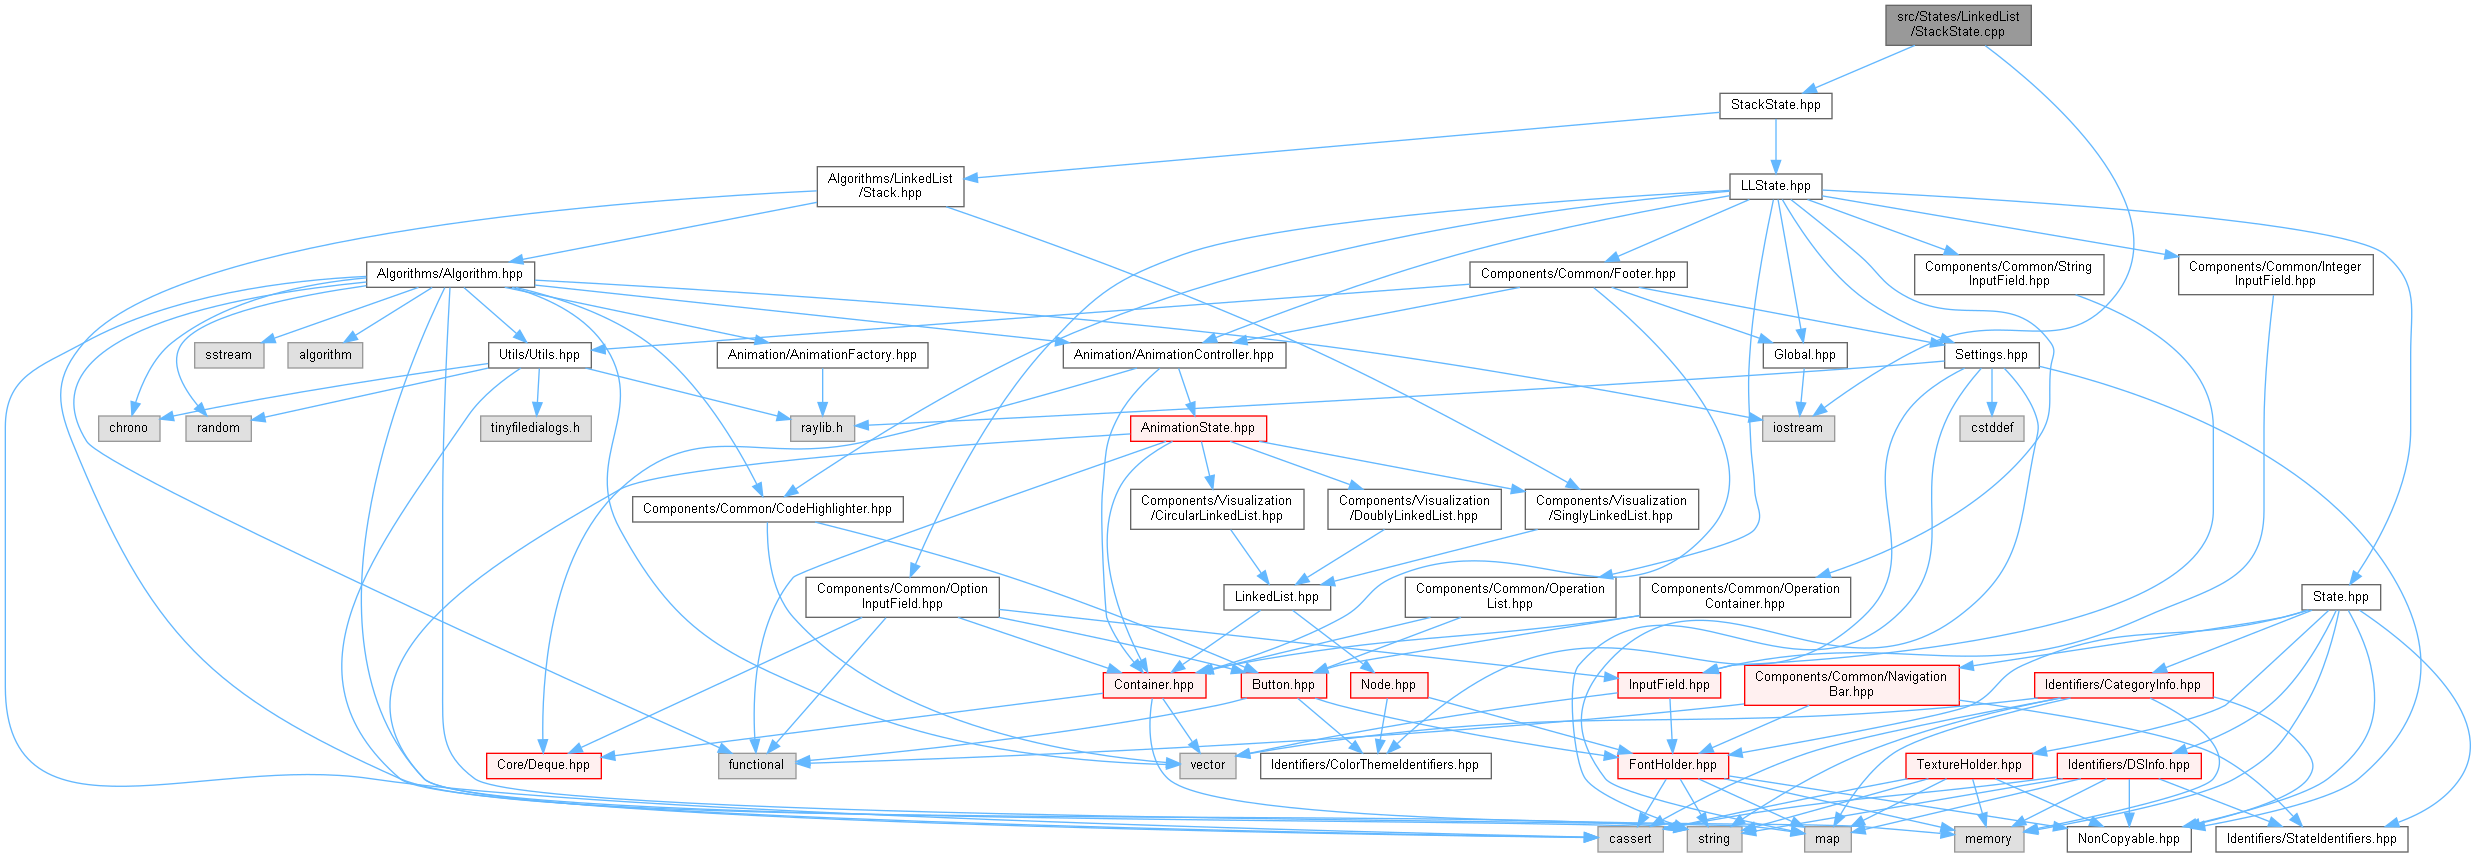 src/States/LinkedList
/StackState.cpp
StackState.hpp
Algorithms/LinkedList
/Stack.hpp
LLState.hpp
Algorithms/Algorithm.hpp
Components/Common/Footer.hpp
Components/Common/String
InputField.hpp
Components/Common/Integer
InputField.hpp
sstream
algorithm
Utils/Utils.hpp
Animation/AnimationFactory.hpp
Animation/AnimationController.hpp
Global.hpp
Settings.hpp
chrono
random
tinyfiledialogs.h
raylib.h
AnimationState.hpp
iostream
cstddef
Components/Common/CodeHighlighter.hpp
Components/Visualization
/CircularLinkedList.hpp
Components/Visualization
/DoublyLinkedList.hpp
Components/Visualization
/SinglyLinkedList.hpp
Components/Common/Option
InputField.hpp
LinkedList.hpp
Components/Common/Operation
List.hpp
Components/Common/Operation
Container.hpp
State.hpp
Container.hpp
Button.hpp
Node.hpp
InputField.hpp
Components/Common/Navigation
Bar.hpp
Identifiers/CategoryInfo.hpp
Core/Deque.hpp
functional
vector
Identifiers/ColorThemeIdentifiers.hpp
FontHolder.hpp
TextureHolder.hpp
Identifiers/DSInfo.hpp
cassert
string
map
memory
NonCopyable.hpp
Identifiers/StateIdentifiers.hpp